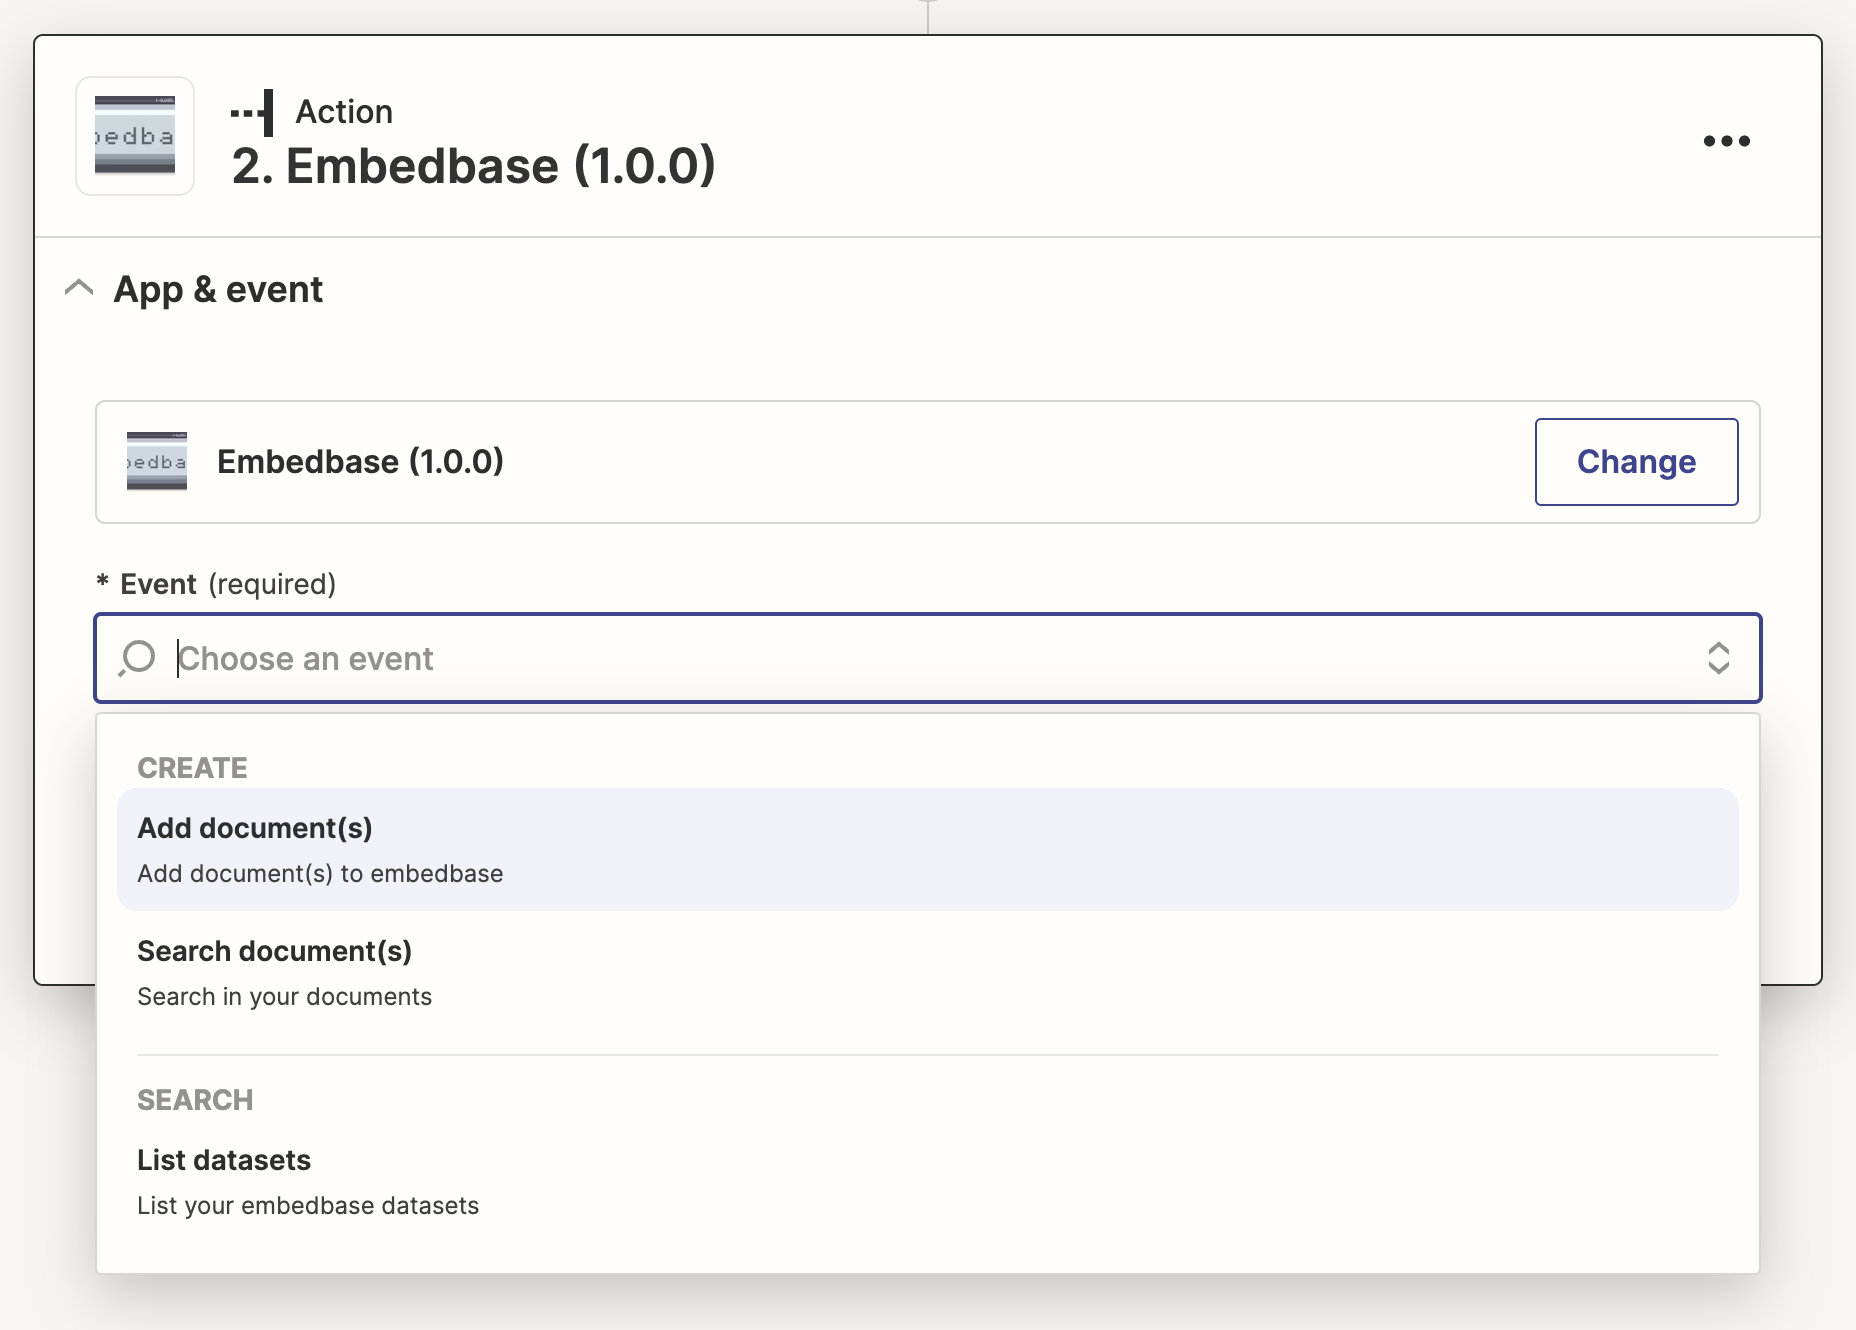 edba
Action
2. Embedbase (1.0.0)
App & event
edba
Embedbase (1.0.0)
Change
* Event (required)
Choose an event
CREATE
Add document(s)
Add document(s) to embedbase
Search document(s)
Search in your documents
SEARCH
List datasets
List your embedbase datasets